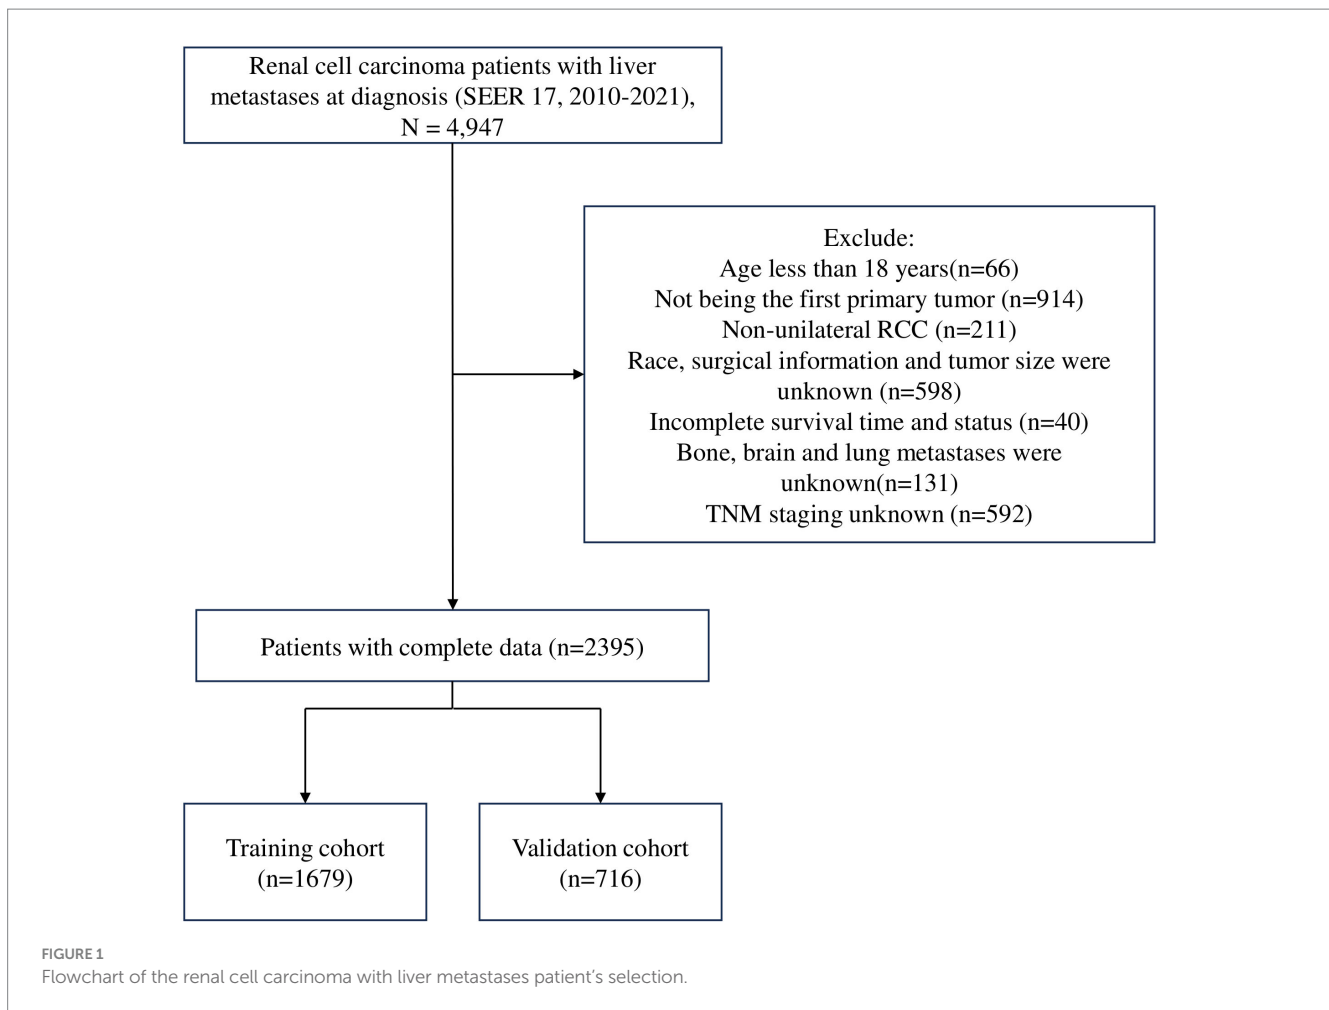 Renal cell carcinoma patients with liver
metastases at diagnosis (SEER 17, 2010-2021),
N = 4,947
Exclude:
Age less than 18 years(n=66)
Not being the first primary tumor (n=914)
Non-unilateral RCC (n=211)
Race, surgical information and tumor size were
unknown (n=598)
Incomplete survival time and status (n=40)
Bone, brain and lung metastases were
unknown(n=131)
TNM staging unknown (n=592)
Patients with complete data (n=2395)
Training cohort
(n=1679)
Validation cohort
(n=716)
FIGURE 1
Flowchart of the renal cell carcinoma with liver metastases patient's selection.